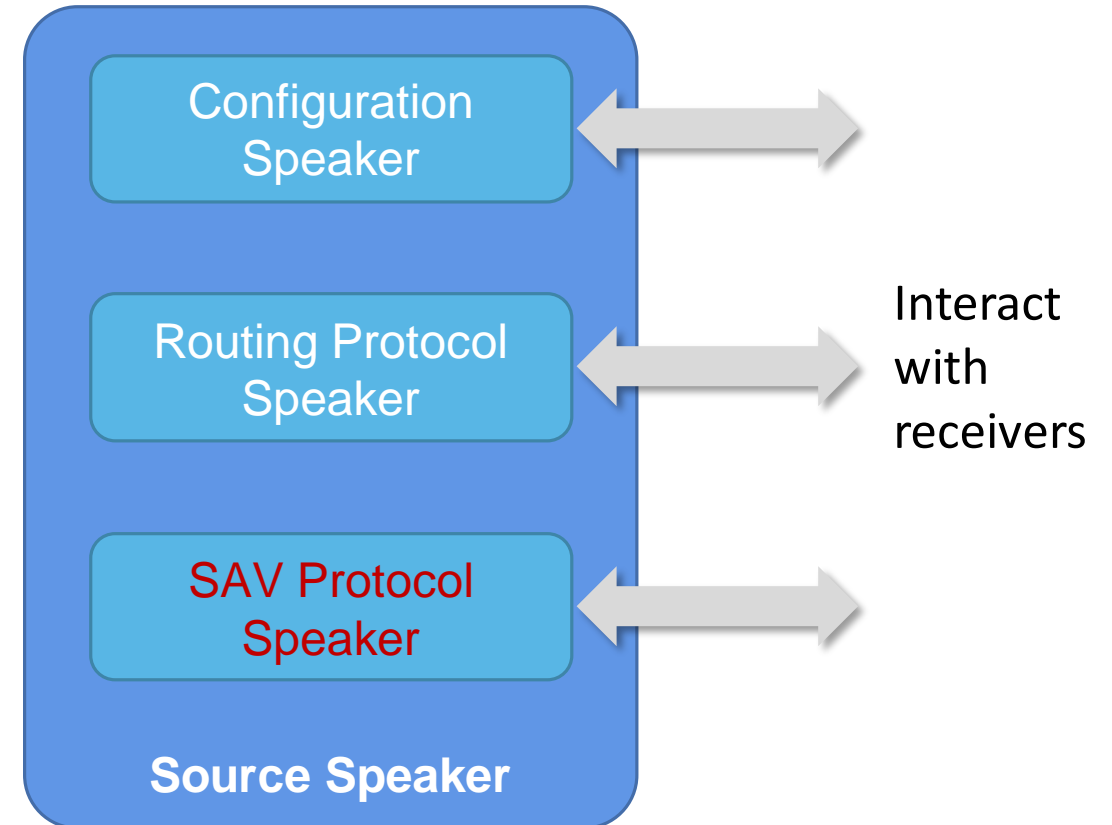 Configuration
Speaker
Routing Protocol
Speaker
Interact
with
receivers
SAV Protocol
Speaker
Source Speaker